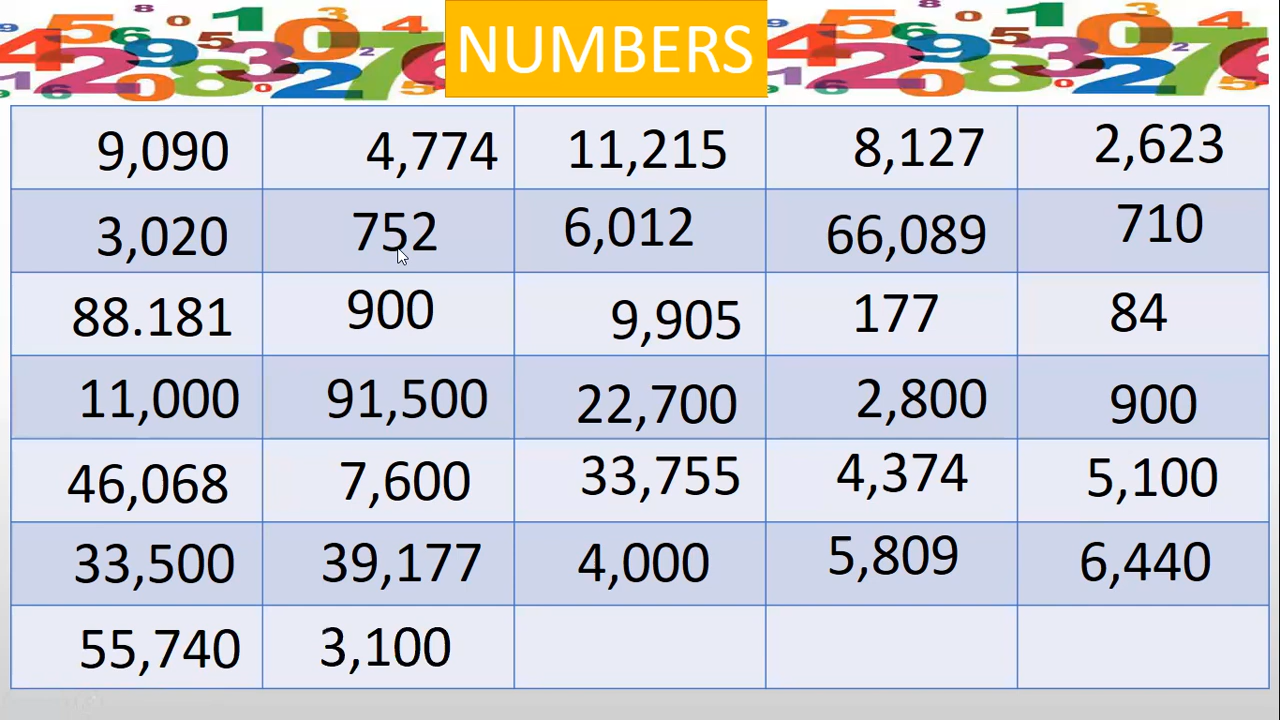 NUMBERS
9,090 4,774 11,215 8,127 2,623
3,020 752 6,012 66,089 710
88.181 900 9,905 177 84
11,000 91,500 22,700 2,800 900
46,068 7,600 33,755 4,374 5,100
33,500 39,177 4,000 5,809 6,440
55,740 3,100